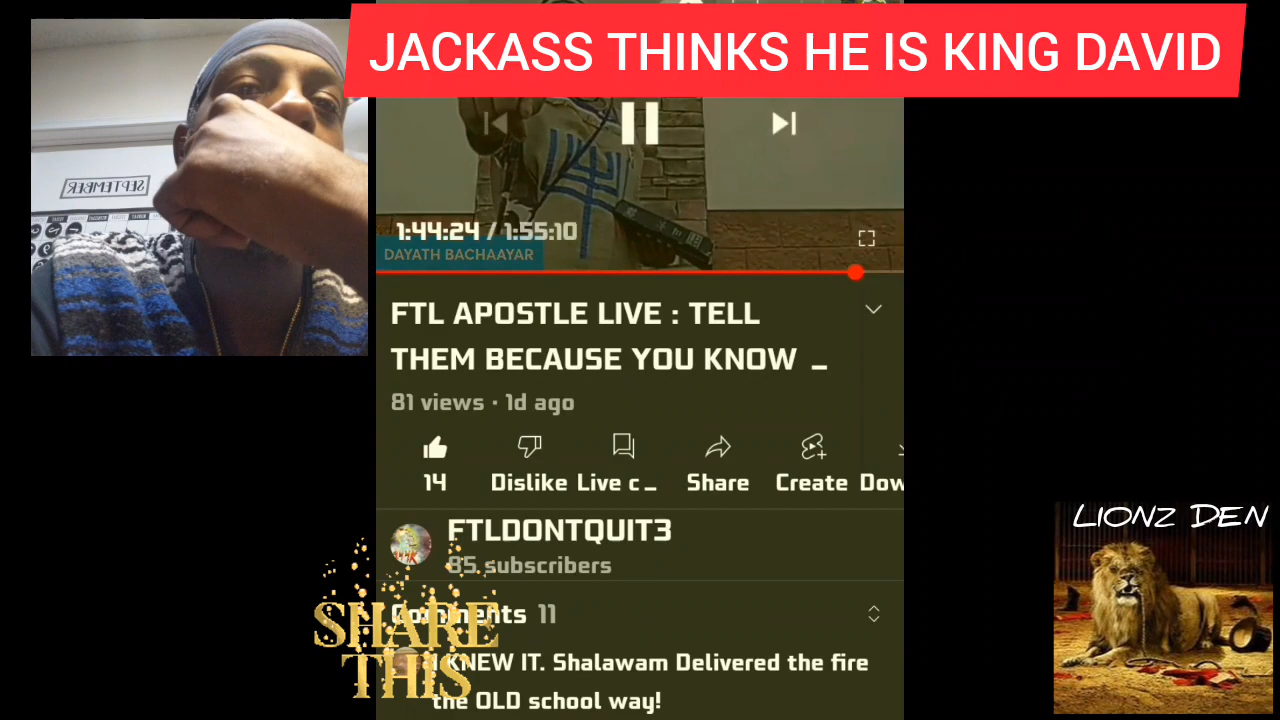 JACKASS THINKS HE IS KING DAVID
SEPTEMBER
1:44:24 / 1:55:10
DAYATH BACHAAYAR
FTL APOSTLE LIVE : TELL
THEM BECAUSE YOU KNOW _
81 views · 1d ago
14 Dislike Live c _ Share Create Dow
FTLDONTQUIT3
85 subscribers
Comments 11
I KNEW IT. Shalawam Delivered the fire
the OLD school way!
SHARE
THIS
LIONZ DEN